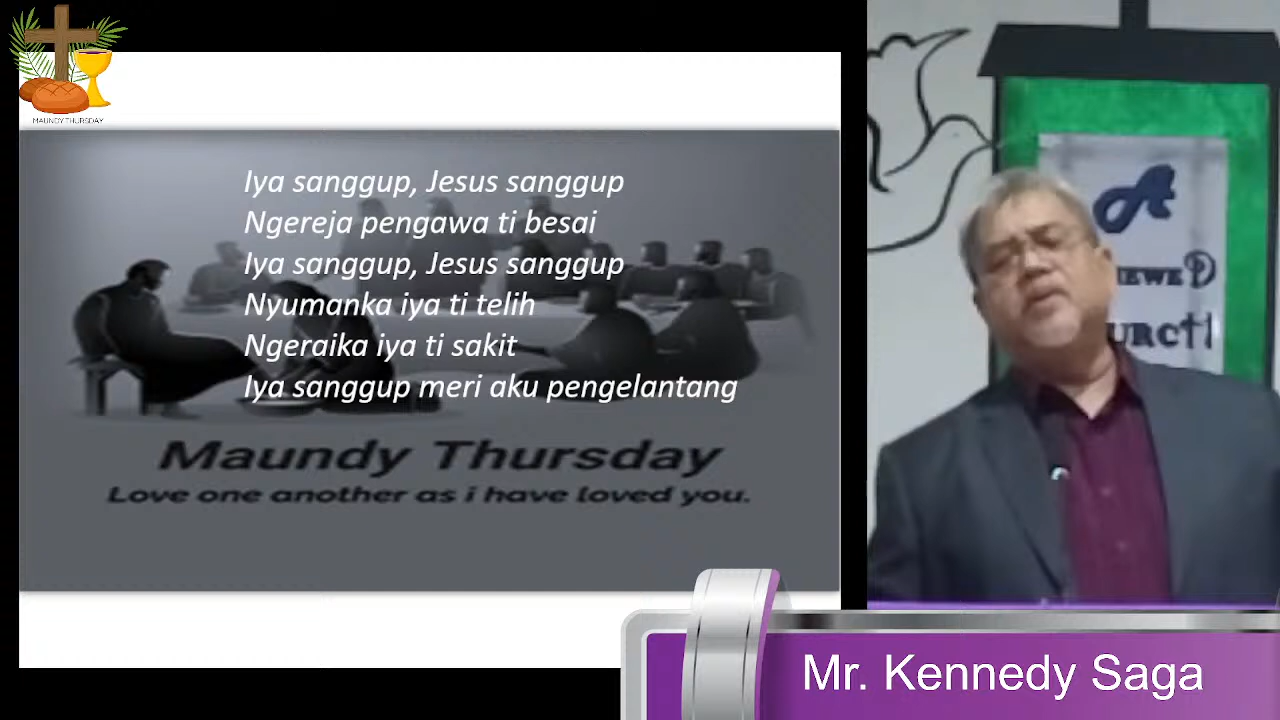 MAUNDY THURSDAY
Iya sanggup, Jesus sanggup
Ngereja pengawa ti besai
Iya sanggup, Jesus sanggup
Nyumanka iya ti telih
Ngeraika iya ti sakit
Iya sanggup meri aku pengelantang
Maundy Thursday
Love one another as i have loved you.
A
Mr. Kennedy Saga